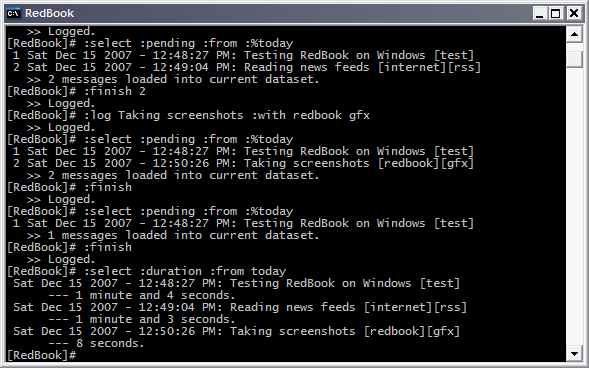 RedBook
>> Logged.
[RedBook]# :select :pending :from :%today
1 Sat Dec 15 2007 - 12:48:27 PM: Testing RedBook on Windows [test]
2 Sat Dec 15 2007 - 12:49:04 PM: Reading news feeds [internet][rss]
>> 2 messages loaded into current dataset.
[RedBook]# :finish 2
>> Logged.
[RedBook]# :log Taking screenshots :with redbook gfx
>> Logged.
[RedBook]# :select :pending :from :%today
1 Sat Dec 15 2007 - 12:48:27 PM: Testing RedBook on Windows [test]
2 Sat Dec 15 2007 - 12:50:26 PM: Taking screenshots [redbook][gfx]
>> 2 messages loaded into current dataset.
[RedBook]# :finish
>> Logged.
[RedBook]# :select :pending :from :%today
1 Sat Dec 15 2007 - 12:48:27 PM: Testing RedBook on Windows [test]
>> 1 messages loaded into current dataset.
[RedBook]# :finish
>> Logged.
[RedBook]# :select :duration :from today
Sat Dec 15 2007 - 12:48:27 PM: Testing RedBook on Windows [test]
--- 1 minute and 4 seconds.
Sat Dec 15 2007 - 12:49:04 PM: Reading news feeds [internet][rss]
--- 1 minute and 3 seconds.
Sat Dec 15 2007 - 12:50:26 PM: Taking screenshots [redbook][gfx]
--- 8 seconds.
[RedBook]#